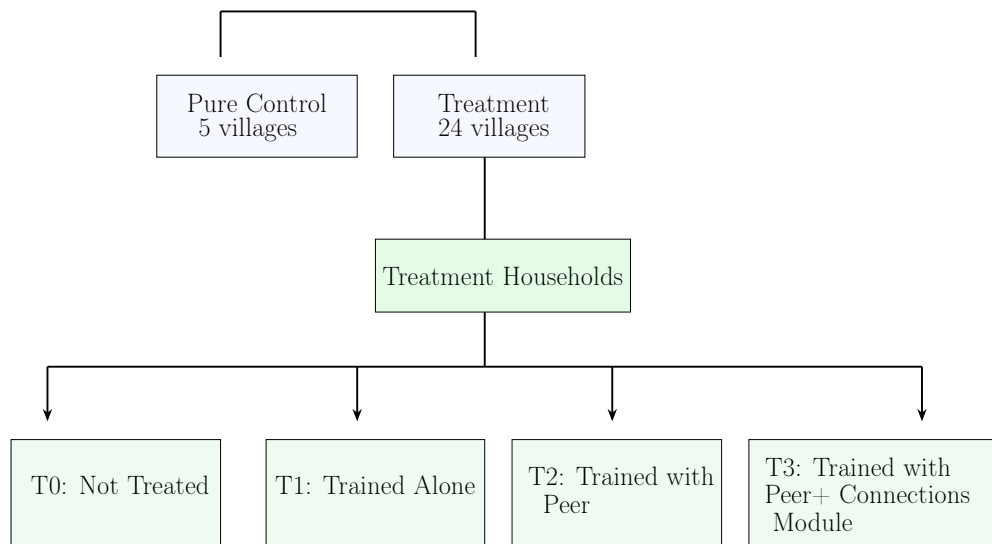 Pure Control
5 villages
Treatment
24 villages
Treatment Households
T0: Not Treated
T1: Trained Alone
T2: Trained with
Peer
T3: Trained with
Peer+ Connections
Module